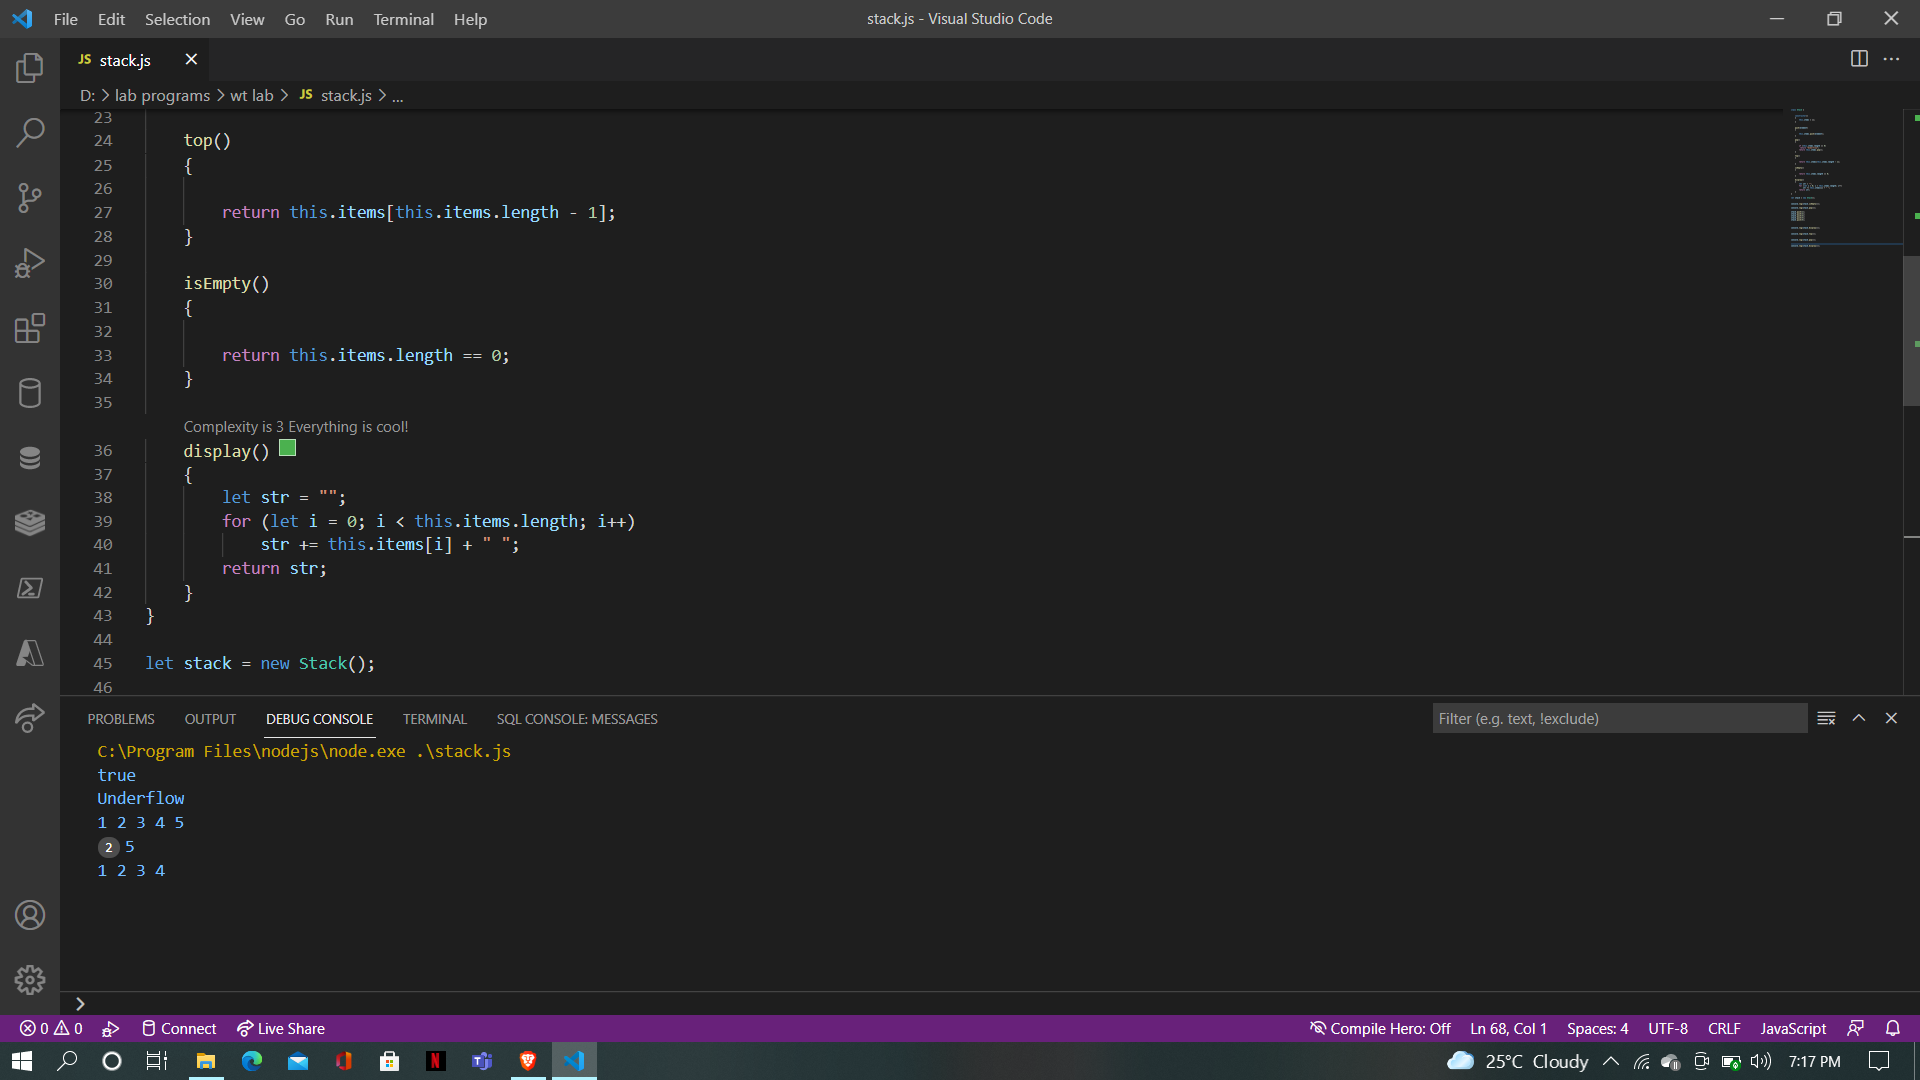 File Edit Selection View Go Run Terminal Help
stack.js - Visual Studio Code
JS stack.js
D: > lab programs > wt lab > JS stack.js > ...
23
24 top()
25 {
26
27 return this.items[this.items.length - 1];
28 }
29
30 isEmpty()
31 {
32
33 return this.items.length == 0;
34 }
35
Complexity is 3 Everything is cool!
36 display()
37 {
38 let str = "";
39 for (let i = 0; i < this.items.length; i++)
40 str += this.items[i] + " ";
41 return str;
42 }
43 }
44
45 let stack = new Stack();
46
PROBLEMS OUTPUT DEBUG CONSOLE TERMINAL SQL CONSOLE: MESSAGES
Filter (e.g. text, !exclude)
C:\Program Files\nodejs\node.exe .\stack.js
true
Underflow
1 2 3 4 5
2 5
1 2 3 4
0 0 Connect Live Share
Compile Hero: Off Ln 68, Col 1 Spaces: 4 UTF-8 CRLF JavaScript
25°C Cloudy 7:17 PM